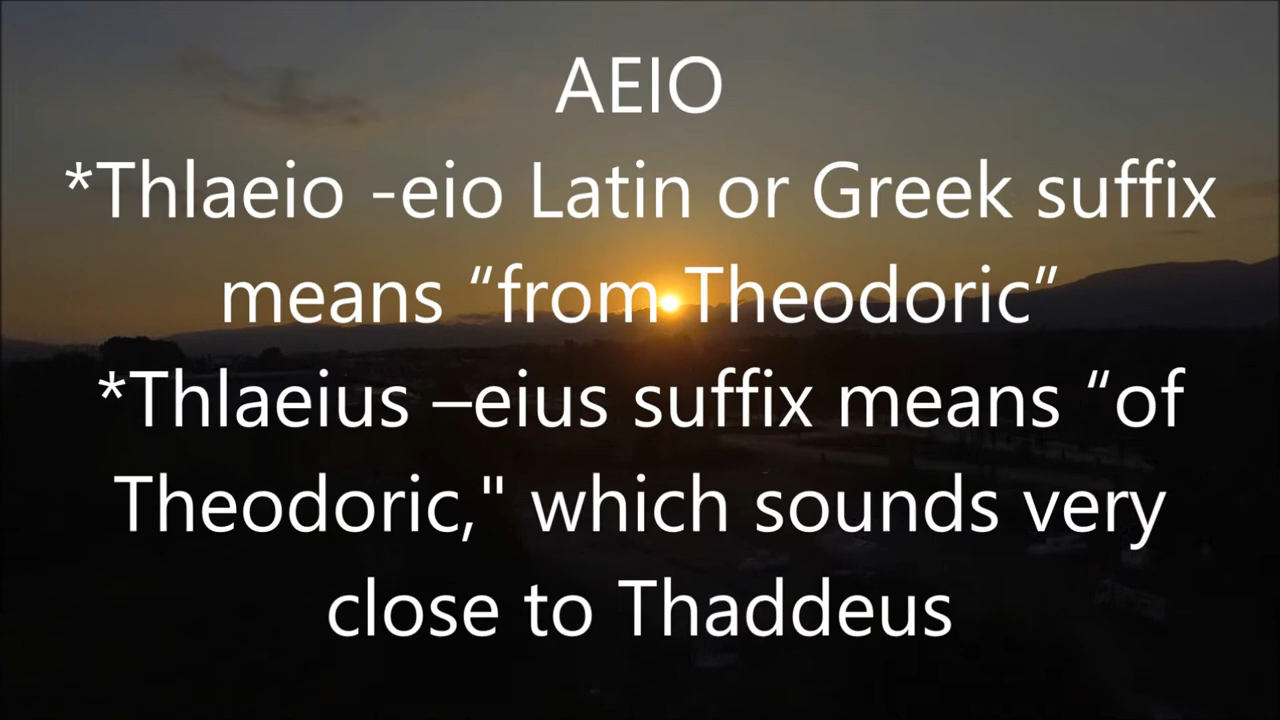 AEIO
*Thlaeio -eio Latin or Greek suffix
means “from Theodoric”
*Thlaeius –eius suffix means “of
Theodoric," which sounds very
close to Thaddeus